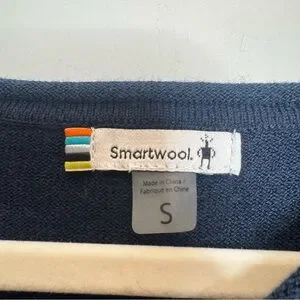 Smartwool.
Made in China /
Fabriqué en Chine
S